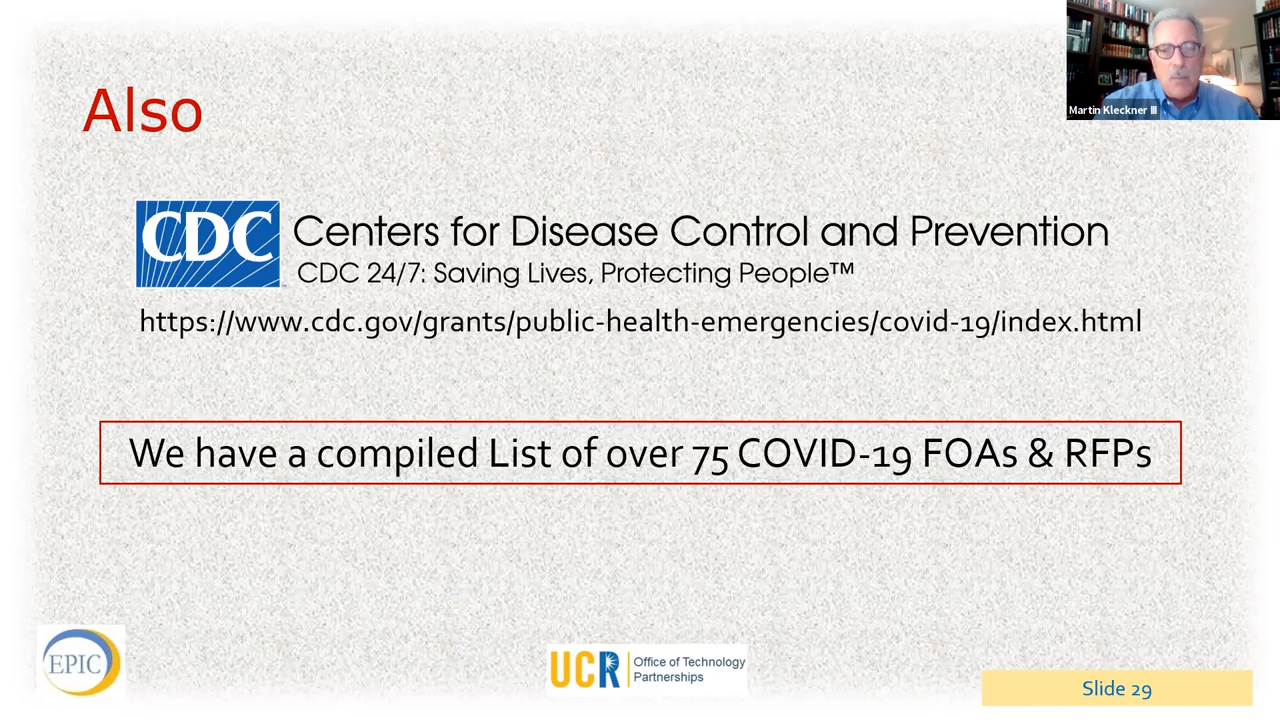 Also
Martin Kleckner III
CDC
Centers for Disease Control and Prevention
CDC 24/7: Saving Lives, Protecting People™
https://www.cdc.gov/grants/public-health-emergencies/covid-19/index.html
We have a compiled List of over 75 COVID-19 FOAs & RFPs
EPIC
UCR
Office of Technology
Partnerships
Slide 29